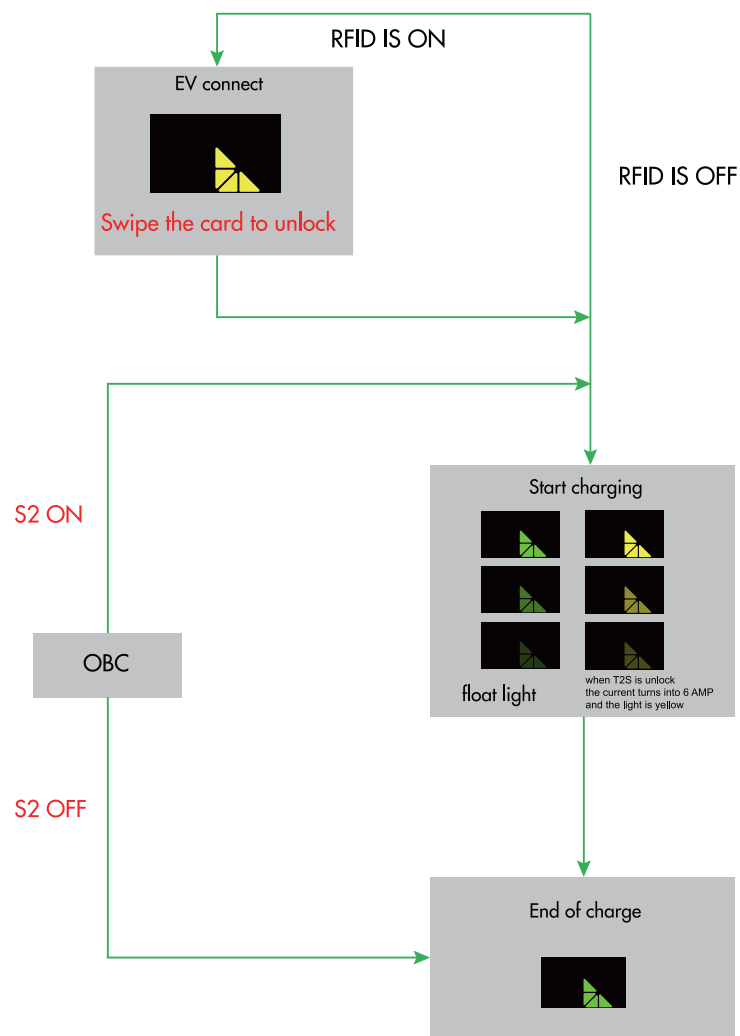 RFID IS ON
EV connect
Swipe the card to unlock
RFID IS OFF
Start charging
S2 ON
OBC
float light
when T2S is unlock
the current turns into 6 AMP
and the light is yellow
S2 OFF
End of charge